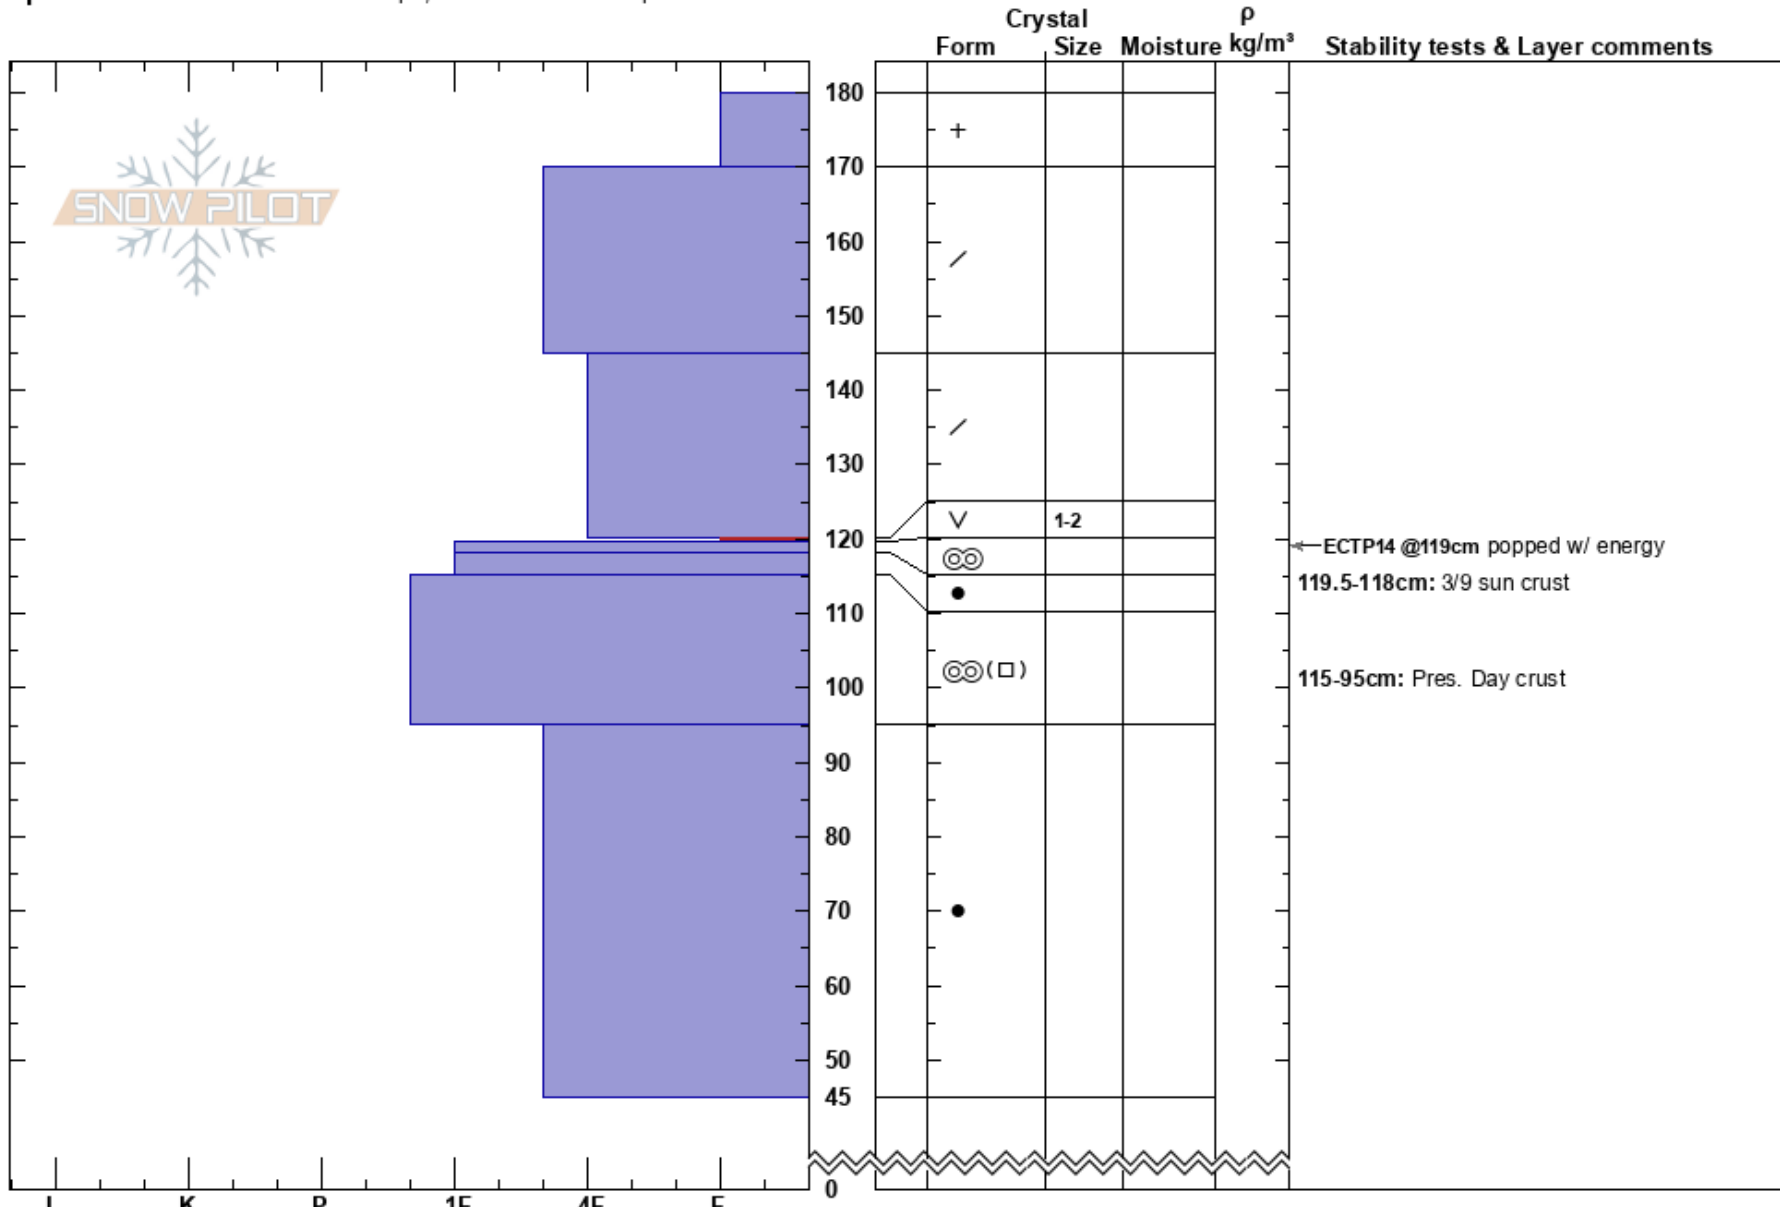 Crystal ρ
Form Size Moisture kg/m³ Stability tests & Layer comments
180
+
170
SNOW PILOT
160
150
140
130
1-2
120
ECTP14 @119cm popped w/ energy
119.5-118cm: 3/9 sun crust
110
(□)
100
115-95cm: Pres. Day crust
90
80
70
60
50
45
0
I K P 1F 4F F